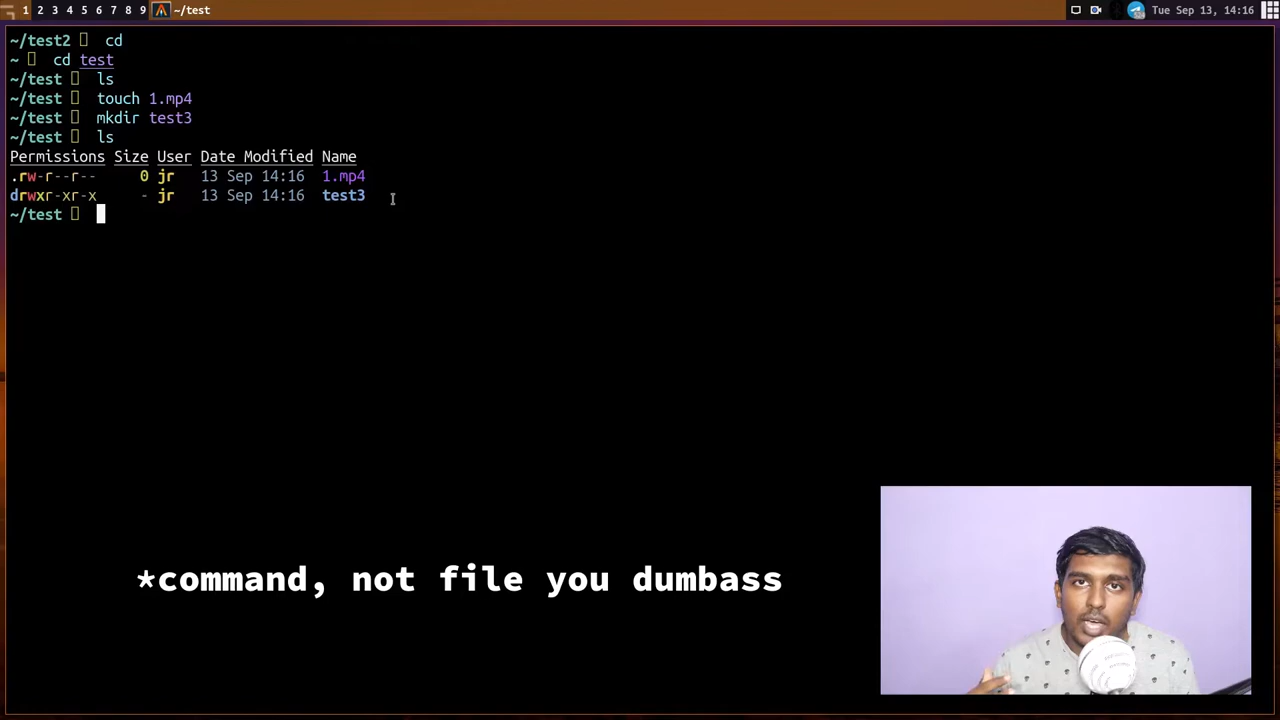 1 2 3 4 5 6 7 8 9 ~/test
Tue Sep 13, 14:16
~/test2 cd
~ cd test
~/test ls
~/test touch 1.mp4
~/test mkdir test3
~/test ls
Permissions Size User Date Modified Name
.rw-r--r-- 0 jr 13 Sep 14:16 1.mp4
drwxr-xr-x - jr 13 Sep 14:16 test3
~/test
*command, not file you dumbass